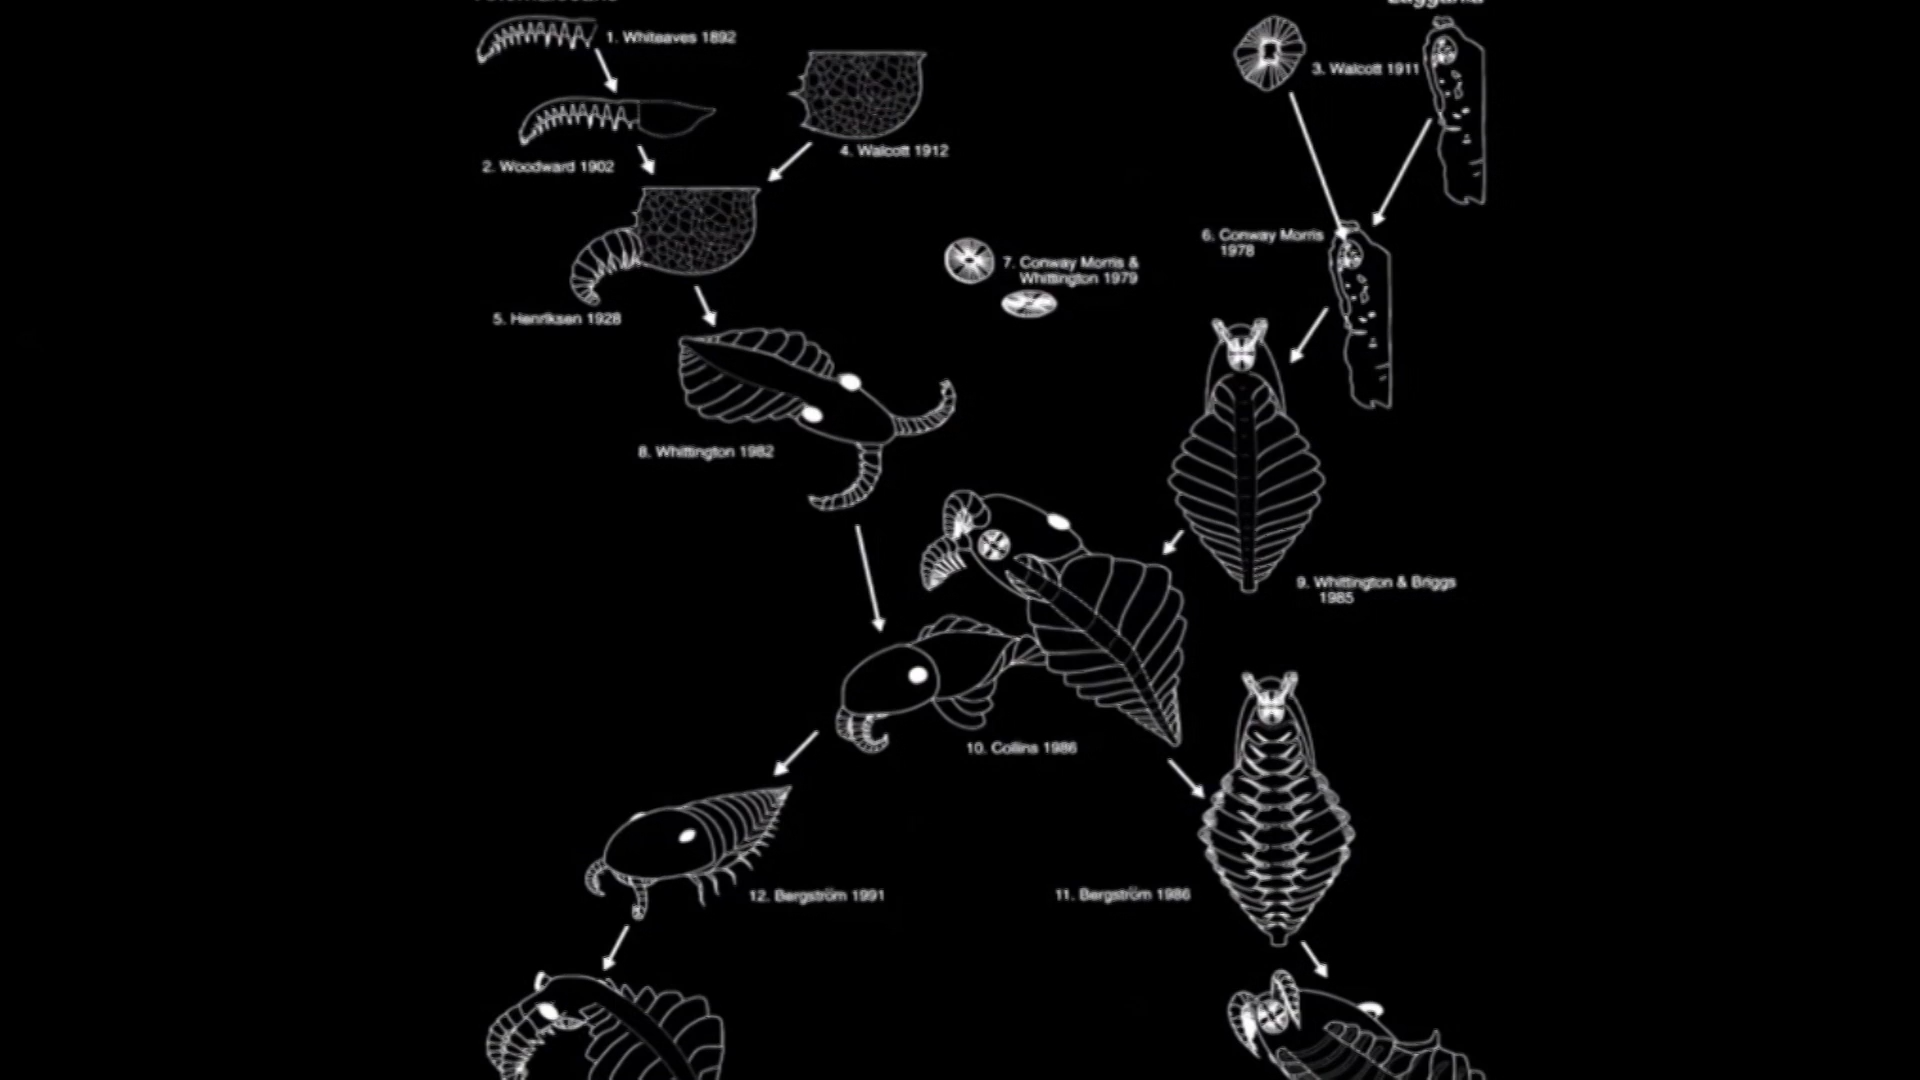 Laggania
1. Whiteaves 1892
3. Walcott 1911
4. Walcott 1912
2. Woodward 1902
6. Conway Morris
1978
7. Conway Morris &
Whittington 1979
5. Henriksen 1928
8. Whittington 1982
9. Whittington & Briggs
1985
10. Collins 1986
12. Bergström 1991
11. Bergström 1986